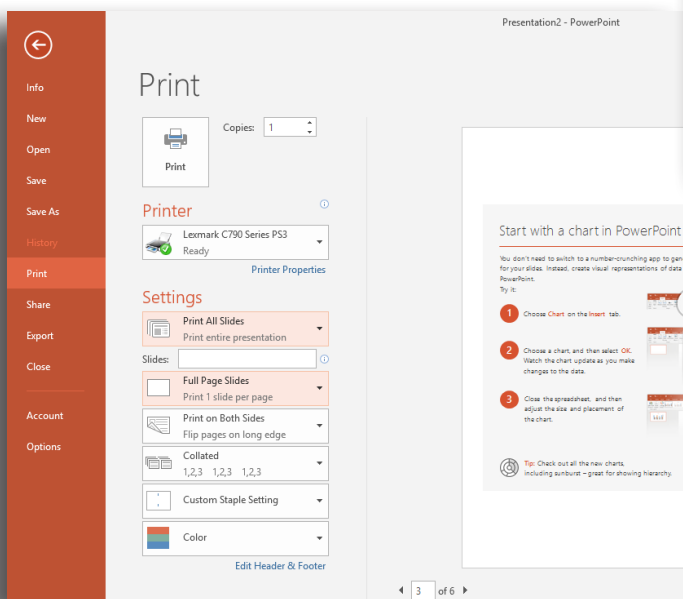 Presentation2 - PowerPoint
Info
New
Open
Save
Save As
History
Print
Share
Export
Close
Account
Options
Print
Print
Copies: 1
Printer
Lexmark C790 Series PS3
Ready
Printer Properties
Settings
Print All Slides
Print entire presentation
Slides:
Full Page Slides
Print 1 slide per page
Print on Both Sides
Flip pages on long edge
Collated
1,2,3 1,2,3 1,2,3
Custom Staple Setting
Color
Edit Header & Footer
Start with a chart in PowerPoint
You don't need to switch to a number-crunching app to gen
for your slides. Instead, create visual representations of data
PowerPoint.
Try it:
1 Choose Chart on the Insert tab.
2 Choose a chart, and then select OK.
Watch the chart update as you make
changes to the data.
3 Close the spreadsheet, and then
adjust the size and placement of
the chart.
Tip: Check out all the new charts,
including sunburst – great for showing hierarchy.
3 of 6